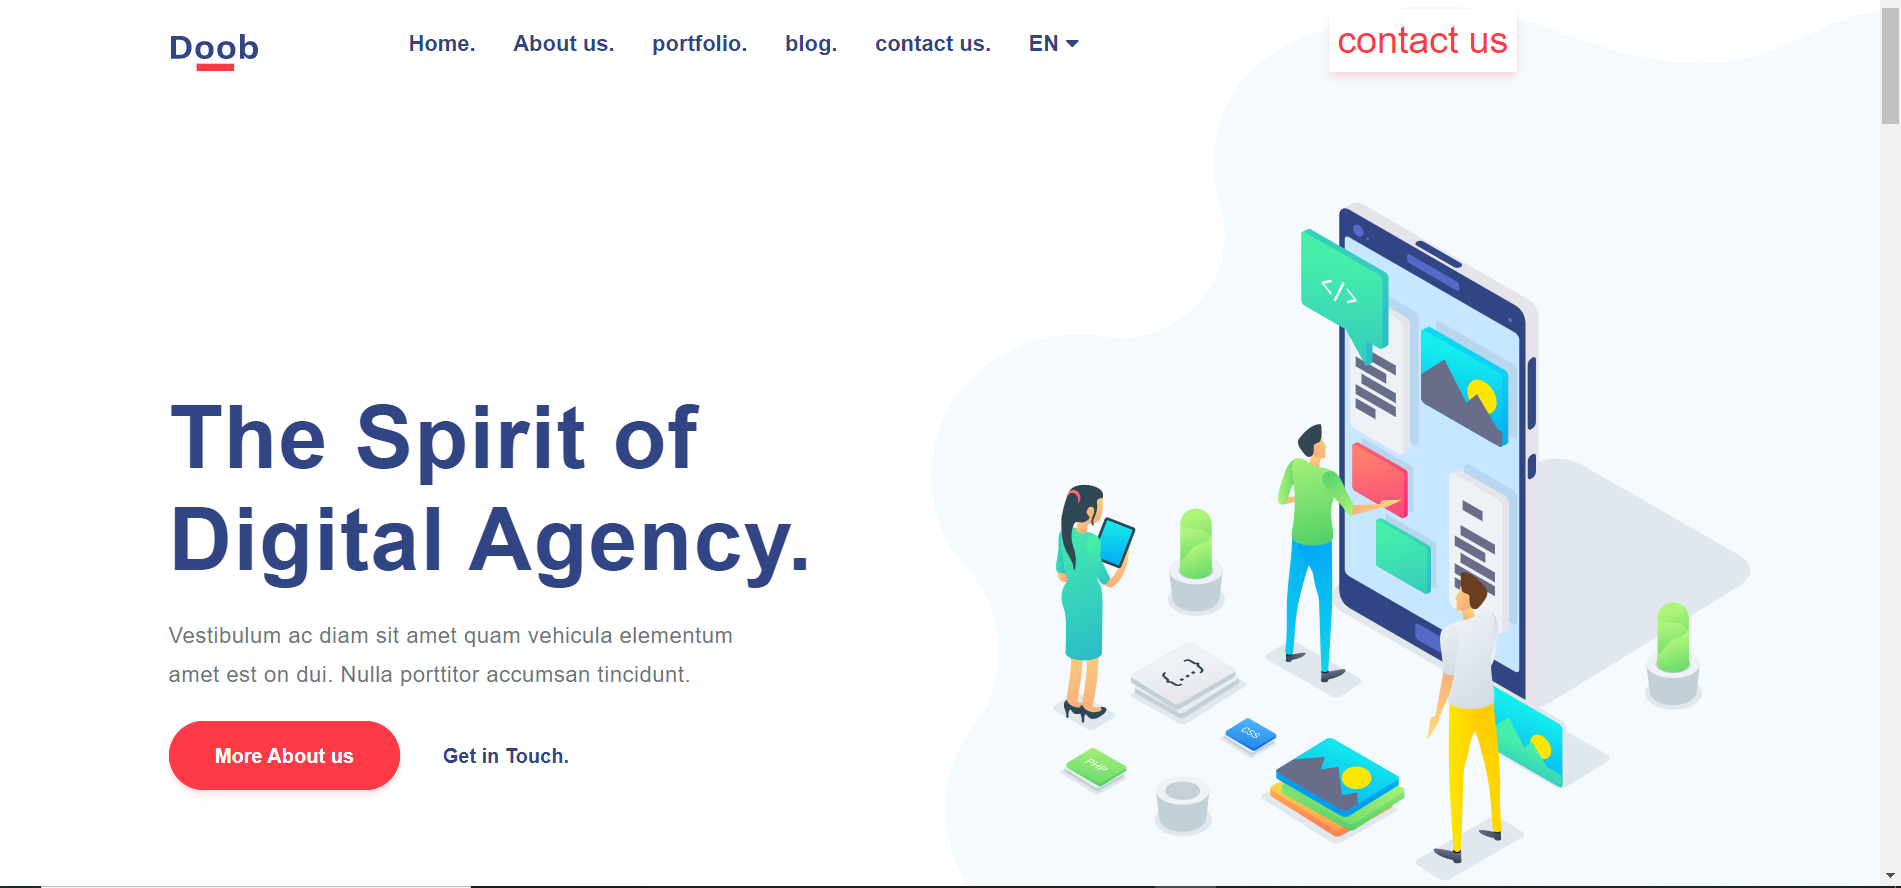 Doob
Home. About us. portfolio. blog. contact us. EN
contact us
</>
The Spirit of
Digital Agency.
Vestibulum ac diam sit amet quam vehicula elementum
amet est on dui. Nulla porttitor accumsan tincidunt.
More About us Get in Touch.
{...}
CSS
PHP